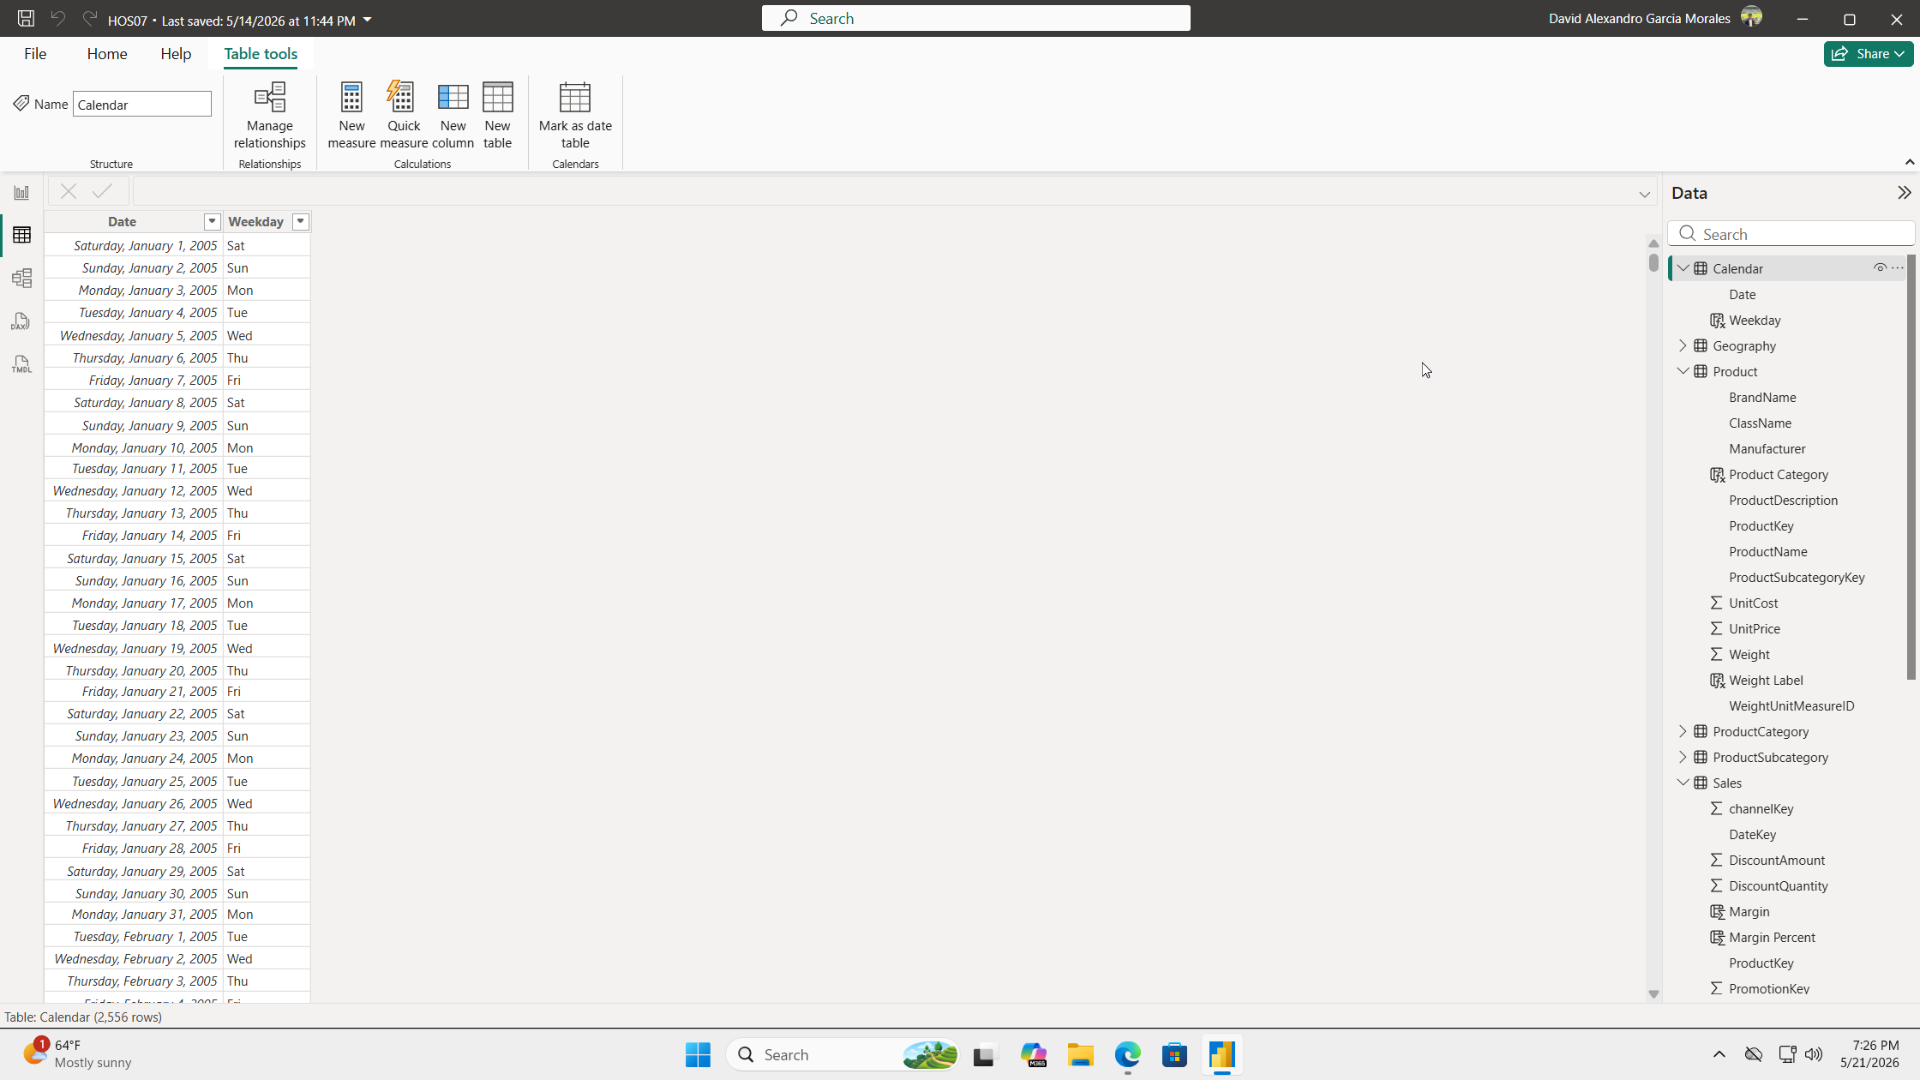 HOS07 • Last saved: 5/14/2026 at 11:44 PM
Search
David Alexandro Garcia Morales
File
Home
Help
Table tools
Share
Name
Calendar
Manage
relationships
New
measure
Quick
measure
New
column
New
table
Mark as date
table
Structure
Relationships
Calculations
Calendars
Date
Weekday
Saturday, January 1, 2005 Sat
Sunday, January 2, 2005 Sun
Monday, January 3, 2005 Mon
Tuesday, January 4, 2005 Tue
Wednesday, January 5, 2005 Wed
Thursday, January 6, 2005 Thu
Friday, January 7, 2005 Fri
Saturday, January 8, 2005 Sat
Sunday, January 9, 2005 Sun
Monday, January 10, 2005 Mon
Tuesday, January 11, 2005 Tue
Wednesday, January 12, 2005 Wed
Thursday, January 13, 2005 Thu
Friday, January 14, 2005 Fri
Saturday, January 15, 2005 Sat
Sunday, January 16, 2005 Sun
Monday, January 17, 2005 Mon
Tuesday, January 18, 2005 Tue
Wednesday, January 19, 2005 Wed
Thursday, January 20, 2005 Thu
Friday, January 21, 2005 Fri
Saturday, January 22, 2005 Sat
Sunday, January 23, 2005 Sun
Monday, January 24, 2005 Mon
Tuesday, January 25, 2005 Tue
Wednesday, January 26, 2005 Wed
Thursday, January 27, 2005 Thu
Friday, January 28, 2005 Fri
Saturday, January 29, 2005 Sat
Sunday, January 30, 2005 Sun
Monday, January 31, 2005 Mon
Tuesday, February 1, 2005 Tue
Wednesday, February 2, 2005 Wed
Thursday, February 3, 2005 Thu
Friday, February 4, 2005 Fri
DAX
TMDL
Data
Search
Calendar
Date
Weekday
Geography
Product
BrandName
ClassName
Manufacturer
Product Category
ProductDescription
ProductKey
ProductName
ProductSubcategoryKey
UnitCost
UnitPrice
Weight
Weight Label
WeightUnitMeasureID
ProductCategory
ProductSubcategory
Sales
channelKey
DateKey
DiscountAmount
DiscountQuantity
Margin
Margin Percent
ProductKey
PromotionKey
Table: Calendar (2,556 rows)
1
64°F
Mostly sunny
Search
M365
7:26 PM
5/21/2026